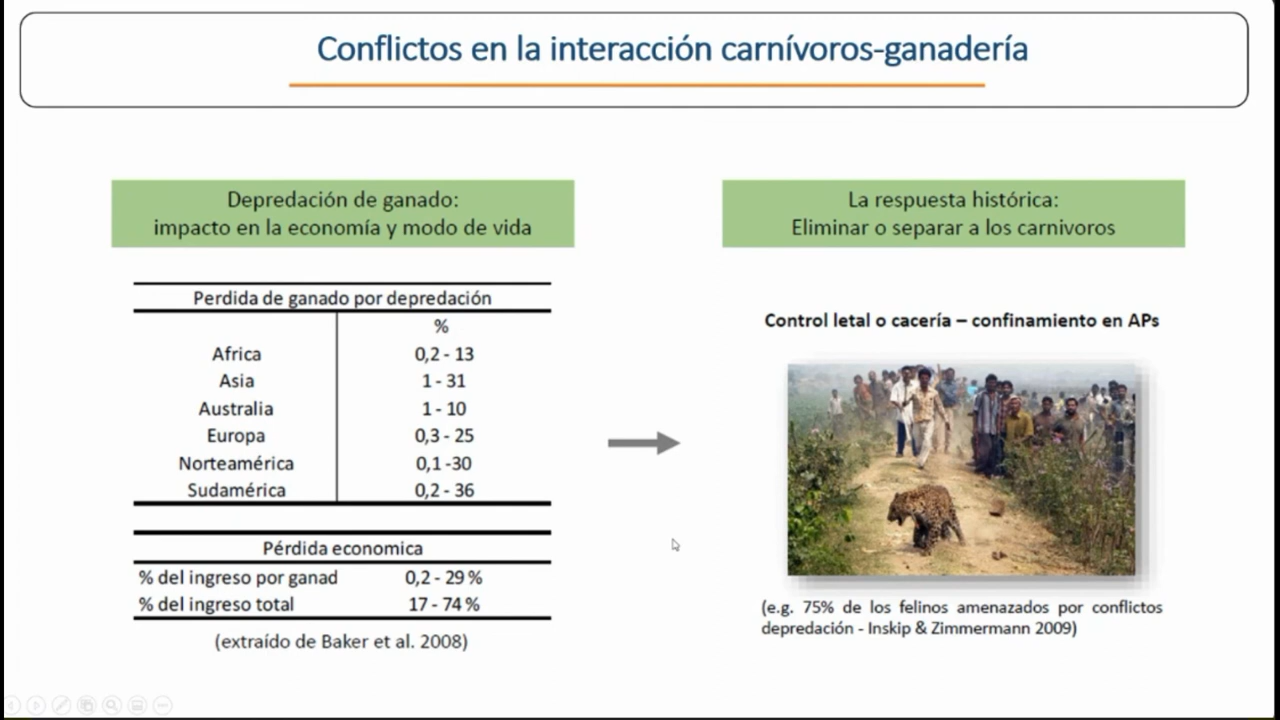 Conflictos en la interacción carnívoros-ganadería
Depredación de ganado:
impacto en la economía y modo de vida
Perdida de ganado por depredación
%
Africa 0,2 - 13
Asia 1 - 31
Australia 1 - 10
Europa 0,3 - 25
Norteamérica 0,1 -30
Sudamérica 0,2 - 36
Pérdida economica
% del ingreso por ganad 0,2 - 29 %
% del ingreso total 17 - 74 %
(extraído de Baker et al. 2008)
La respuesta histórica:
Eliminar o separar a los carnivoros
Control letal o cacería – confinamiento en APs
(e.g. 75% de los felinos amenazados por conflictos
depredación - Inskip & Zimmermann 2009)